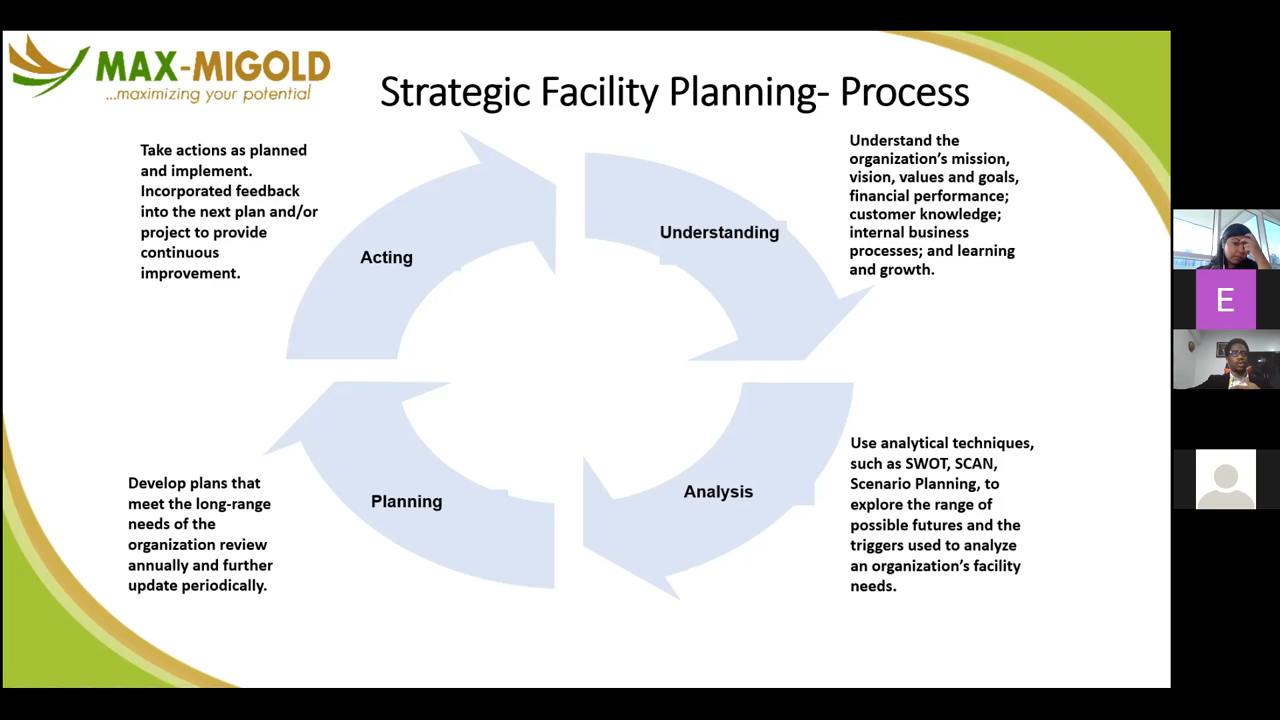 MAX-MIGOLD
...maximizing your potential
Strategic Facility Planning- Process
Take actions as planned
and implement.
Incorporated feedback
into the next plan and/or
project to provide
continuous
improvement.
Acting
Understanding
Understand the
organization’s mission,
vision, values and goals,
financial performance;
customer knowledge;
internal business
processes; and learning
and growth.
Develop plans that
meet the long-range
needs of the
organization review
annually and further
update periodically.
Planning
Analysis
Use analytical techniques,
such as SWOT, SCAN,
Scenario Planning, to
explore the range of
possible futures and the
triggers used to analyze
an organization’s facility
needs.
E